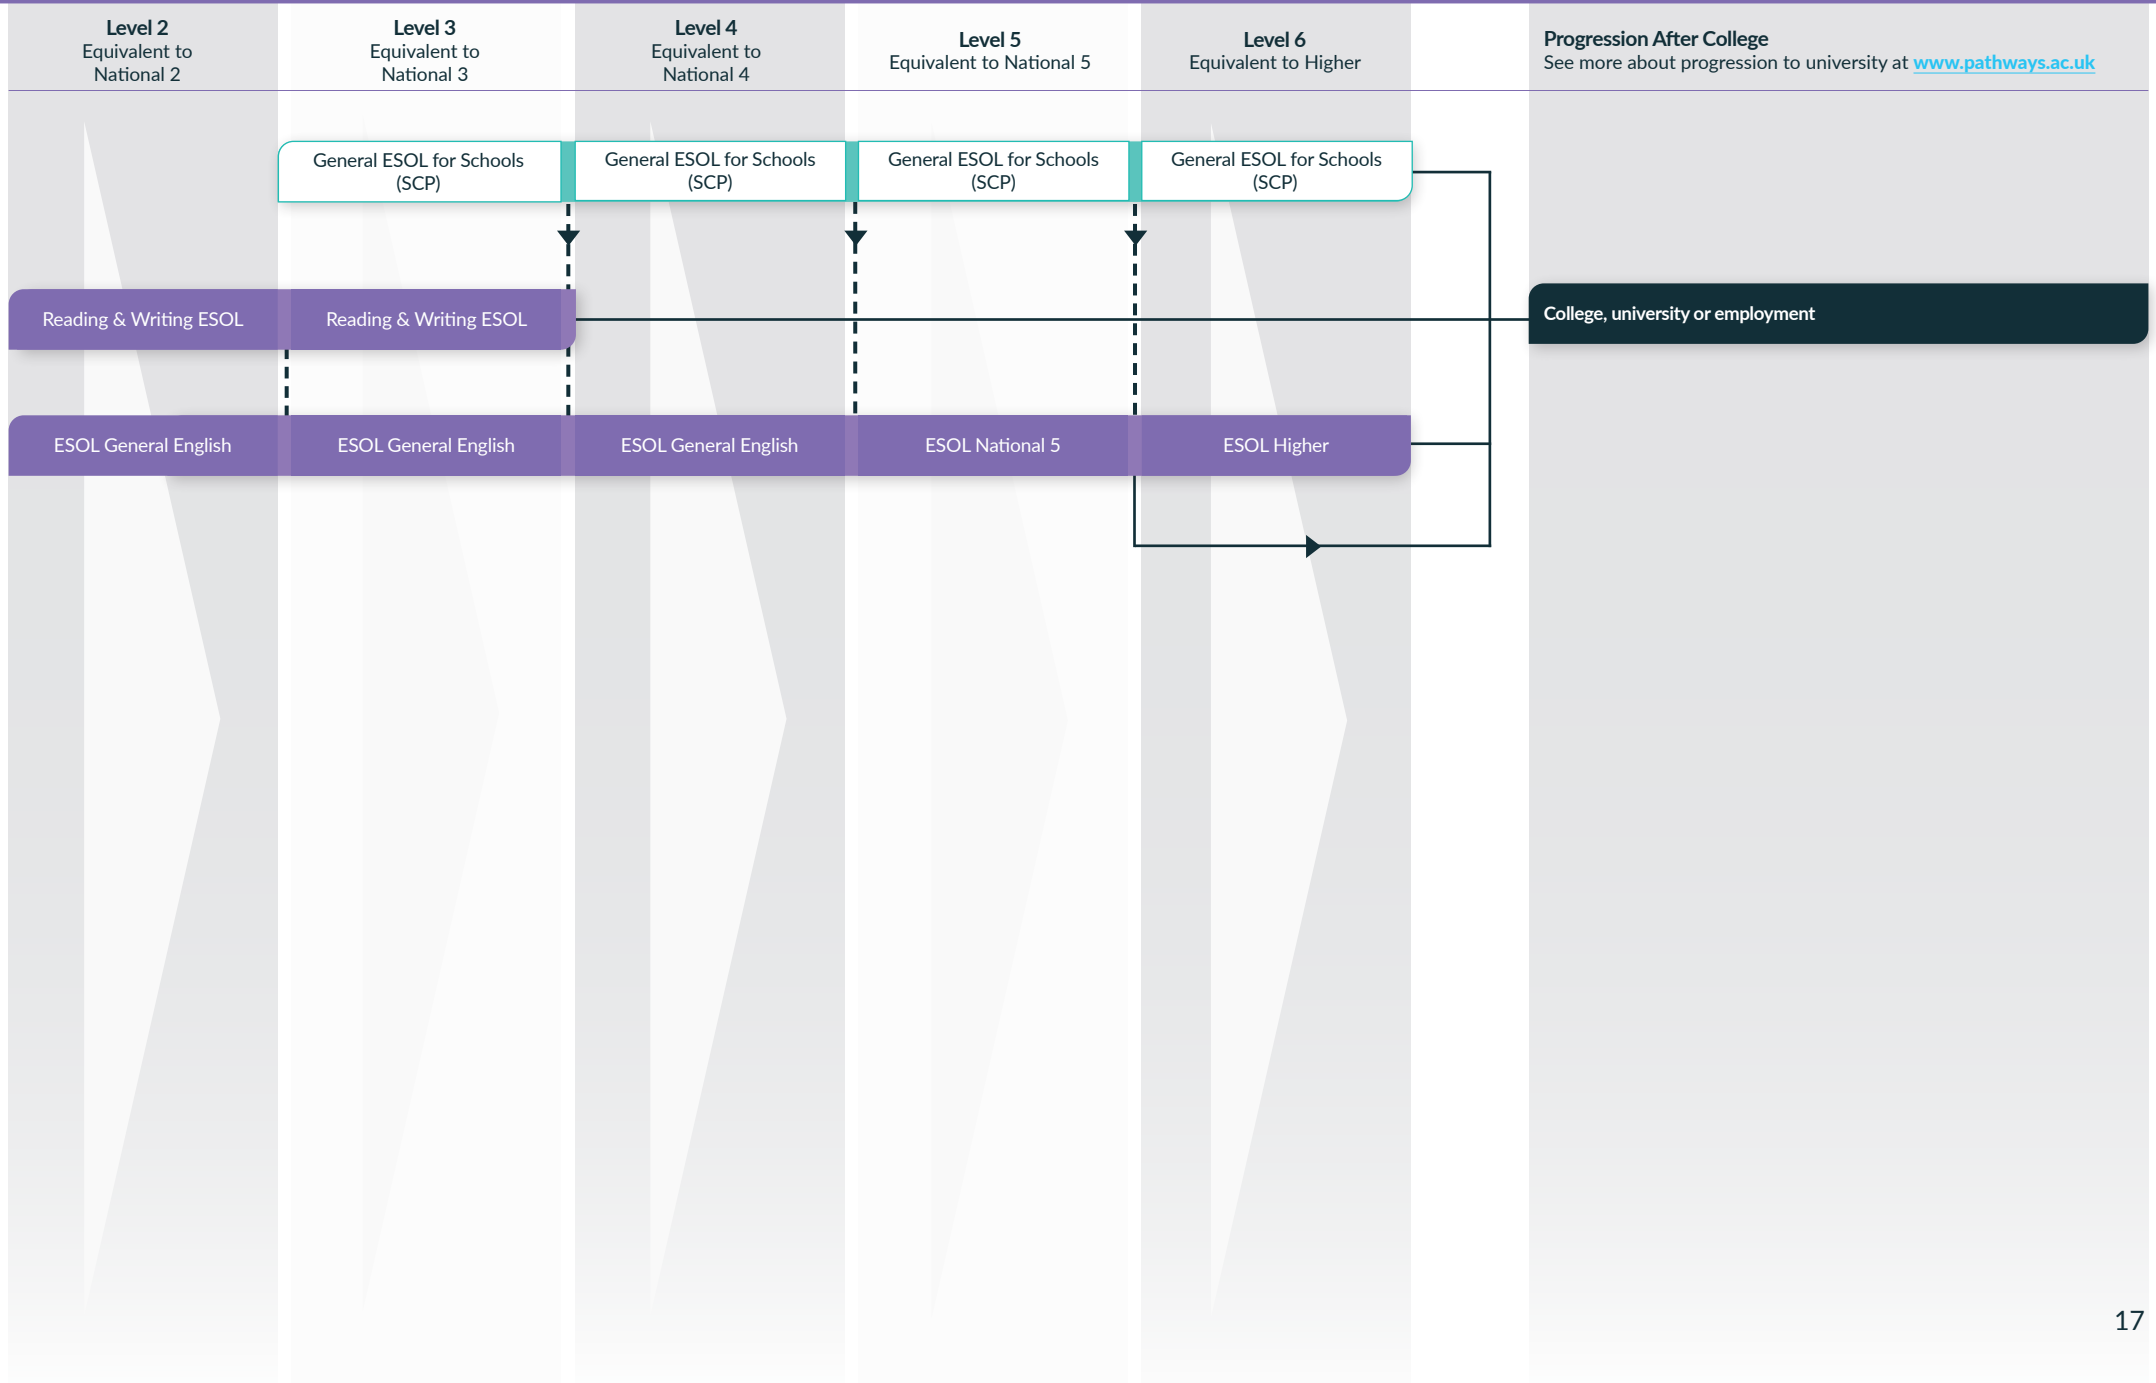 Level 2
Equivalent to
National 2
Level 3
Equivalent to
National 3
Level 4
Equivalent to
National 4
Level 5
Equivalent to National 5
Level 6
Equivalent to Higher
Progression After College
See more about progression to university at www.pathways.ac.uk
General ESOL for Schools
(SCP)
General ESOL for Schools
(SCP)
General ESOL for Schools
(SCP)
General ESOL for Schools
(SCP)
Reading & Writing ESOL
Reading & Writing ESOL
College, university or employment
ESOL General English
ESOL General English
ESOL General English
ESOL National 5
ESOL Higher
17